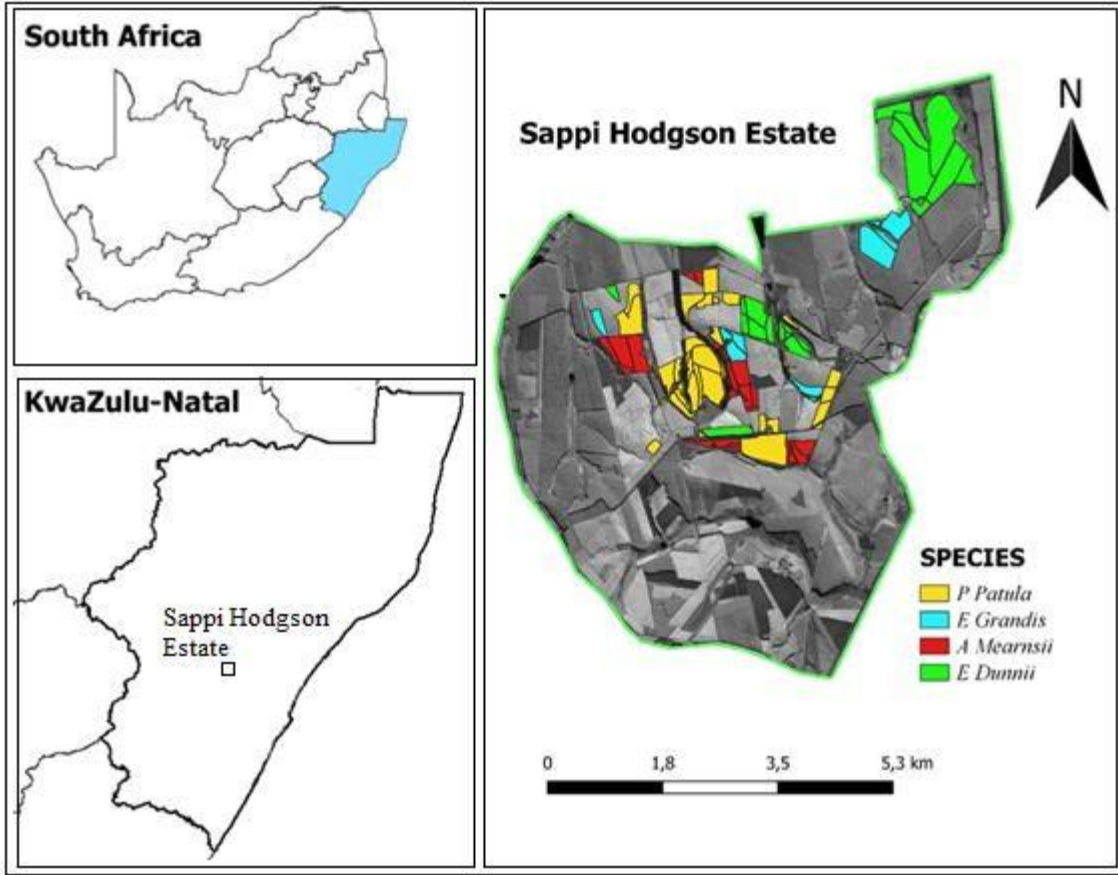 South Africa
KwaZulu-Natal
Sappi Hodgson
Estate
Sappi Hodgson Estate
N
SPECIES
P Patula
E Grandis
A Mearnsii
E Dunnii
0 1,8 3,5 5,3 km